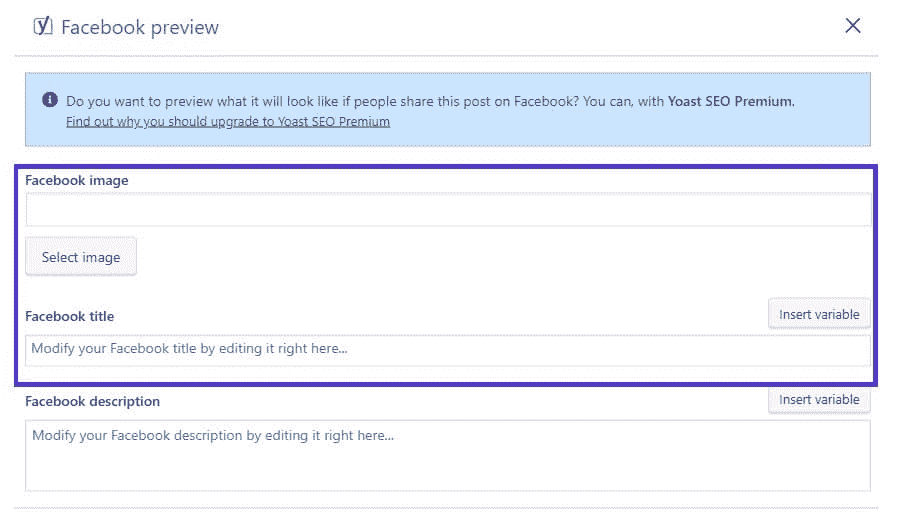 Facebook preview
Do you want to preview what it will look like if people share this post on Facebook? You can, with Yoast SEO Premium.
Find out why you should upgrade to Yoast SEO Premium
Facebook image
Select image
Facebook title
Insert variable
Modify your Facebook title by editing it right here...
Facebook description
Insert variable
Modify your Facebook description by editing it right here...